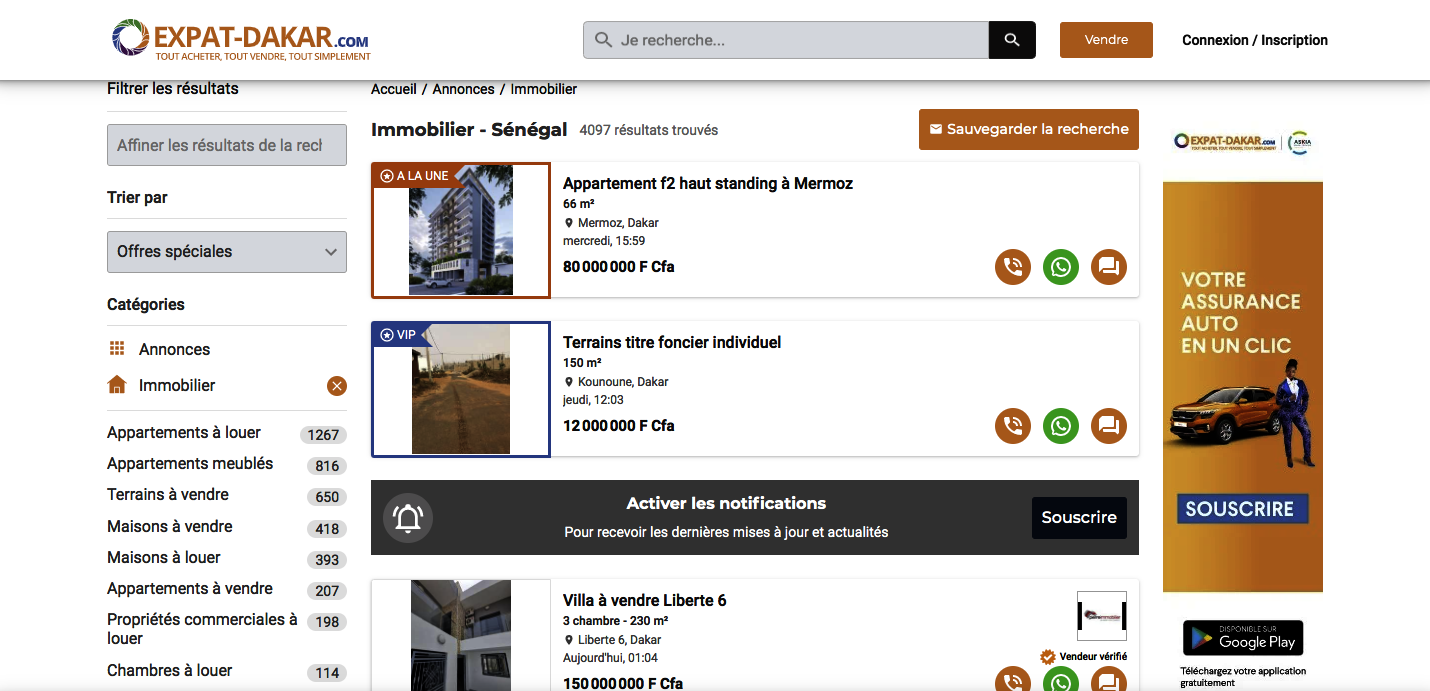 EXPAT-DAKAR.COM
TOUT ACHETER, TOUT VENDRE, TOUT SIMPLEMENT
Je recherche...
Vendre
Connexion / Inscription
Filtrer les résultats
Affiner les résultats de la rech
Trier par
Offres spéciales
Catégories
Annonces
Immobilier
Appartements à louer 1267
Appartements meublés 816
Terrains à vendre 650
Maisons à vendre 418
Maisons à louer 393
Appartements à vendre 207
Propriétés commerciales à 198
louer
Chambres à louer 114
Accueil / Annonces / Immobilier
Immobilier - Sénégal 4097 résultats trouvés
Sauvegarder la recherche
A LA UNE
Appartement f2 haut standing à Mermoz
66 m²
Mermoz, Dakar
mercredi, 15:59
80 000 000 F Cfa
VIP
Terrains titre foncier individuel
150 m²
Kounoune, Dakar
jeudi, 12:03
12 000 000 F Cfa
Activer les notifications
Pour recevoir les dernières mises à jour et actualités
Souscrire
Villa à vendre Liberte 6
3 chambre - 230 m²
Liberte 6, Dakar
Aujourd'hui, 01:04
150 000 000 F Cfa
Vendeur vérifié
EXPAT-DAKAR.COM
TOUT ACHETER, TOUT VENDRE, TOUT SIMPLEMENT
ASKIA
VOTRE
ASSURANCE
AUTO
EN UN CLIC
SOUSCRIRE
DISPONIBLE SUR
Google Play
Téléchargez votre application
gratuitement